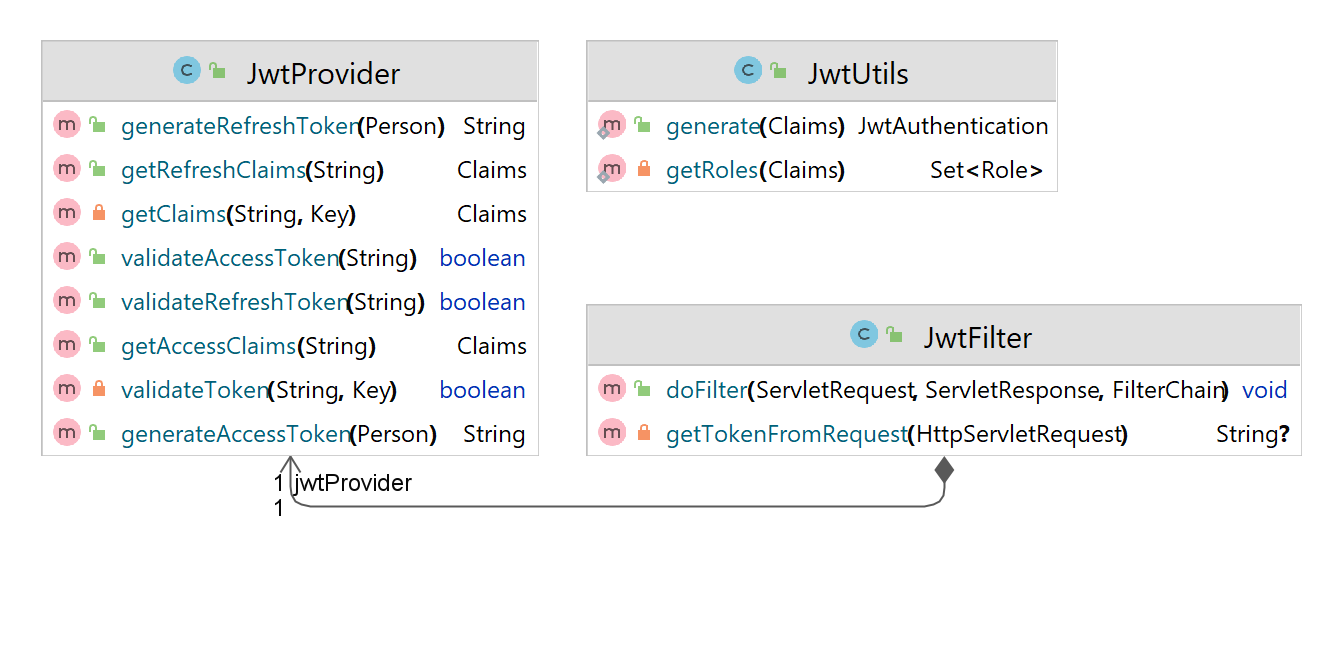 JwtProvider
generateRefreshToken(Person) String
getRefreshClaims(String) Claims
getClaims(String, Key) Claims
validateAccessToken(String) boolean
validateRefreshToken(String) boolean
getAccessClaims(String) Claims
validateToken(String, Key) boolean
generateAccessToken(Person) String
JwtUtils
generate(Claims) JwtAuthentication
getRoles(Claims) Set<Role>
JwtFilter
doFilter(ServletRequest, ServletResponse, FilterChain) void
getTokenFromRequest(HttpServletRequest) String?
1 jwtProvider
1